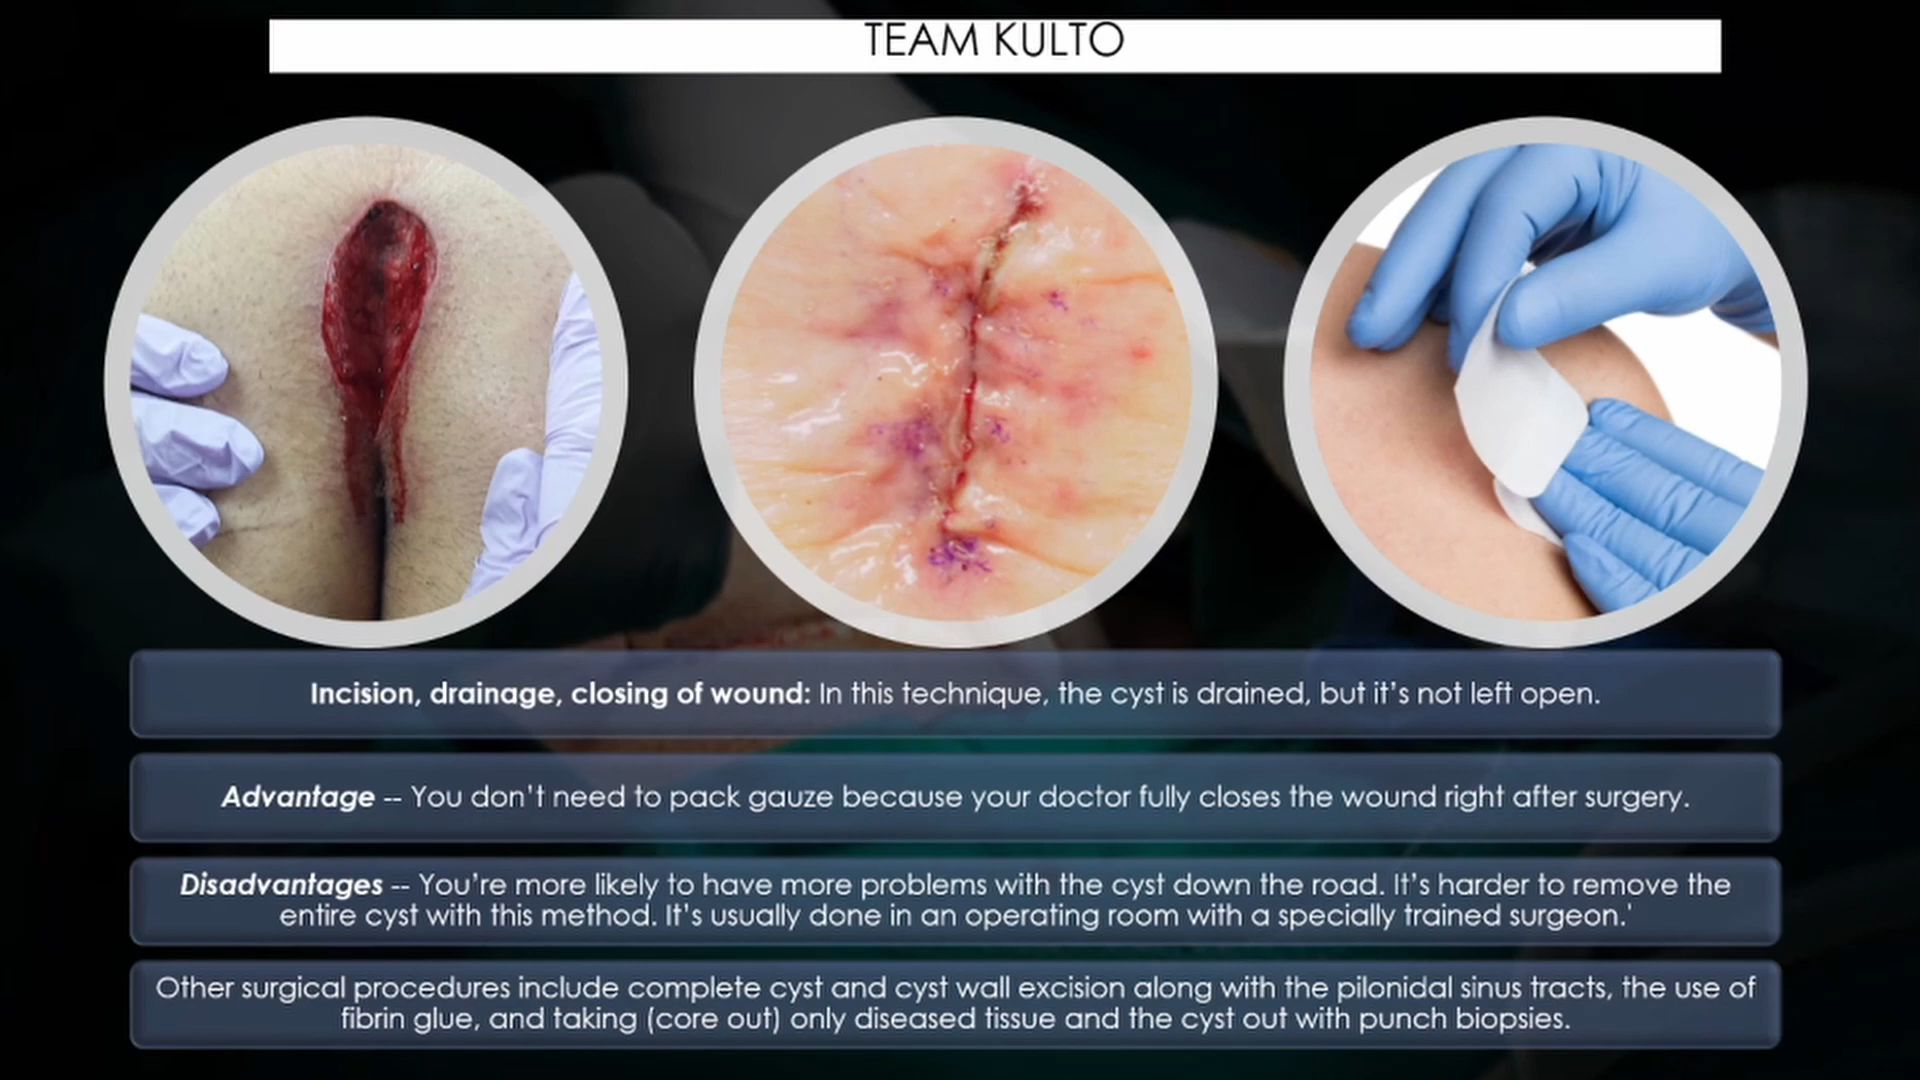 TEAM KULTO
Incision, drainage, closing of wound: In this technique, the cyst is drained, but it's not left open.
Advantage -- You don't need to pack gauze because your doctor fully closes the wound right after surgery.
Disadvantages -- You're more likely to have more problems with the cyst down the road. It's harder to remove the
entire cyst with this method. It's usually done in an operating room with a specially trained surgeon.'
Other surgical procedures include complete cyst and cyst wall excision along with the pilonidal sinus tracts, the use of
fibrin glue, and taking (core out) only diseased tissue and the cyst out with punch biopsies.